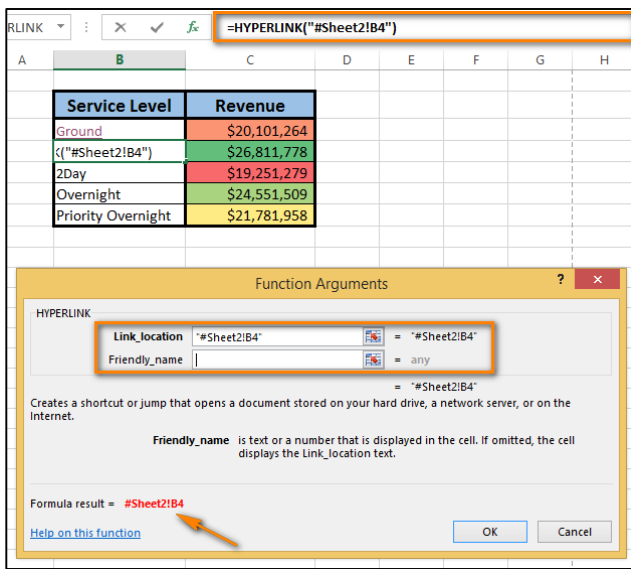 RLINK fx =HYPERLINK("#Sheet2!B4")
A B C D E F G H
Service Level Revenue
Ground $20,101,264
K("#Sheet2!B4") $26,811,778
2Day $19,251,279
Overnight $24,551,509
Priority Overnight $21,781,958
Function Arguments ? ×
HYPERLINK
Link_location "#Sheet2!B4" = "#Sheet2!B4"
Friendly_name = any
= "#Sheet2!B4"
Creates a shortcut or jump that opens a document stored on your hard drive, a network server, or on the
Internet.
Friendly_name is text or a number that is displayed in the cell. If omitted, the cell
displays the Link_location text.
Formula result = #Sheet2!B4
Help on this function OK Cancel